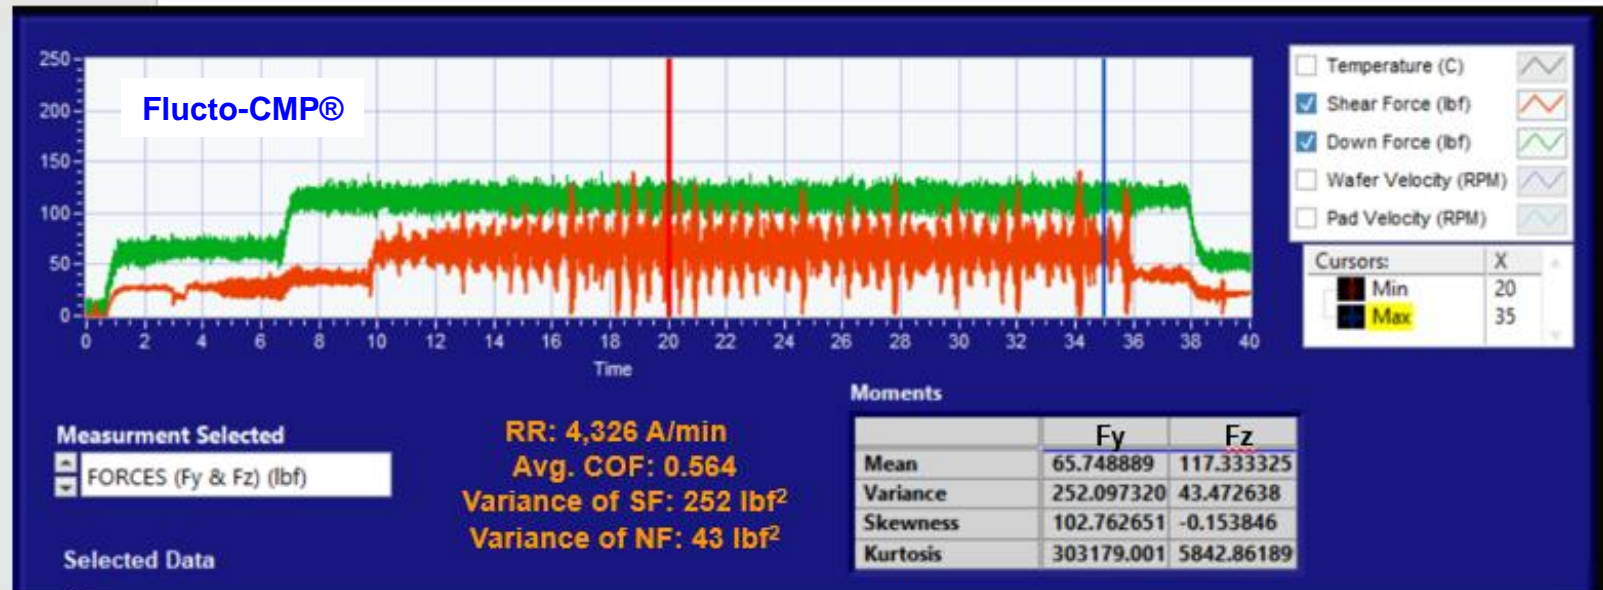 250
Flucto-CMP®
200
150
100
50
0
0 2 4 6 8 10 12 14 16 18 20 22 24 26 28 30 32 34 36 38 40
Time
Temperature (C)
Shear Force (lbf)
Down Force (lbf)
Wafer Velocity (RPM)
Pad Velocity (RPM)
Cursors: X
Min 20
Max 35
Measurment Selected
FORCES (Fy & Fz) (lbf)
Selected Data
RR: 4,326 A/min
Avg. COF: 0.564
Variance of SF: 252 lbf²
Variance of NF: 43 lbf²
Moments
Fy Fz
Mean 65.748889 117.333325
Variance 252.097320 43.472638
Skewness 102.762651 -0.153846
Kurtosis 303179.001 5842.86189